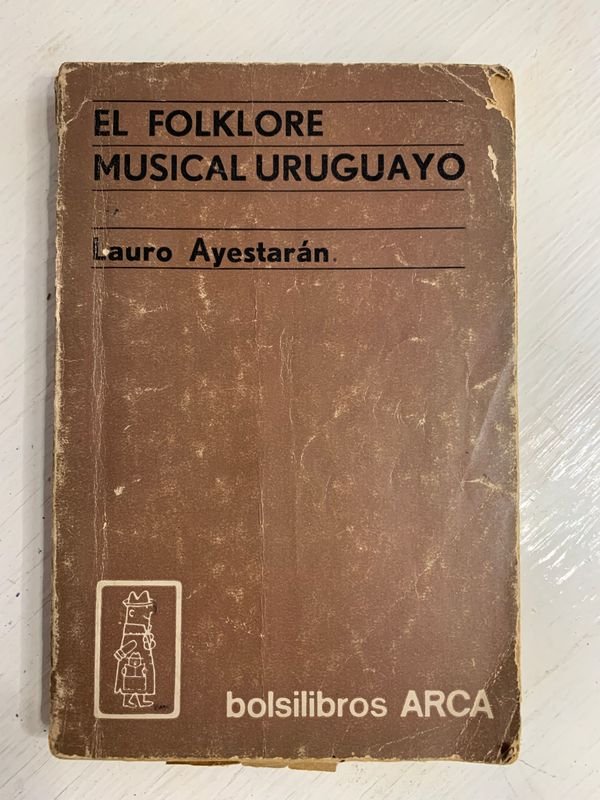 EL FOLKLORE
MUSICAL URUGUAYO
Lauro Ayestarán
bolsilibros ARCA